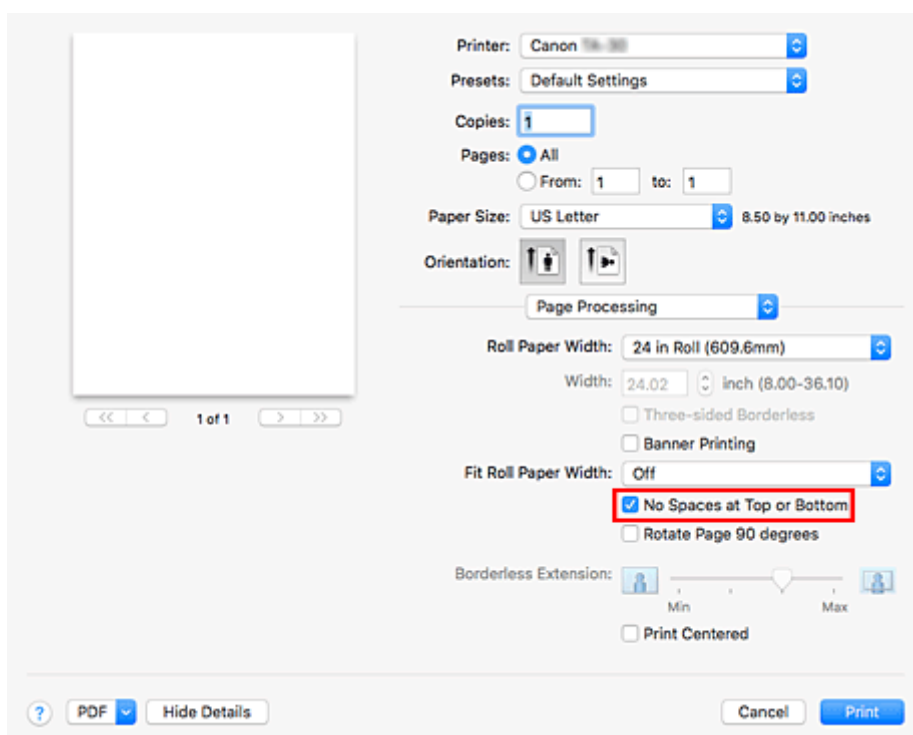 Printer: Canon
Presets: Default Settings
Copies: 1
Pages: All
From: 1 to: 1
Paper Size: US Letter 8.50 by 11.00 inches
Orientation:
Page Processing
Roll Paper Width: 24 in Roll (609.6mm)
Width: 24.02 inch (8.00-36.10)
Three-sided Borderless
1 of 1
Banner Printing
Fit Roll Paper Width: Off
No Spaces at Top or Bottom
Rotate Page 90 degrees
Borderless Extension:
Min Max
Print Centered
? PDF Hide Details Cancel Print